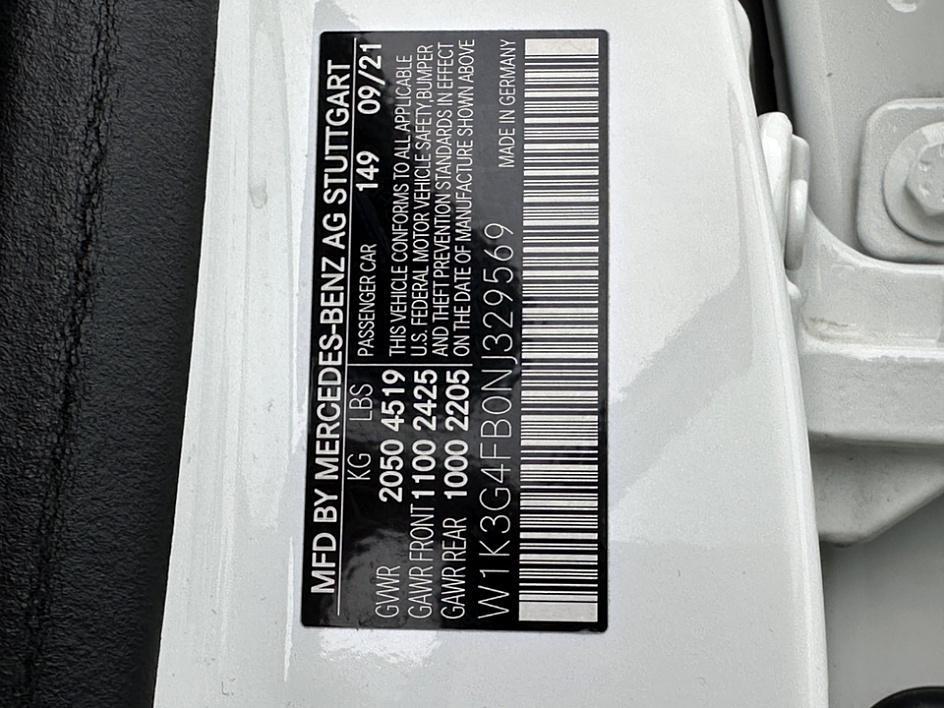 MFD BY MERCEDES-BENZ AG STUTTGART
KG LBS
GVWR 2050 4519
GAWR FRONT 1100 2425
GAWR REAR 1000 2205
PASSENGER CAR 149 09/21
THIS VEHICLE CONFORMS TO ALL APPLICABLE
U.S. FEDERAL MOTOR VEHICLE SAFETY,BUMPER
AND THEFT PREVENTION STANDARDS IN EFFECT
ON THE DATE OF MANUFACTURE SHOWN ABOVE
W1K3G4FB0NJ329569 MADE IN GERMANY